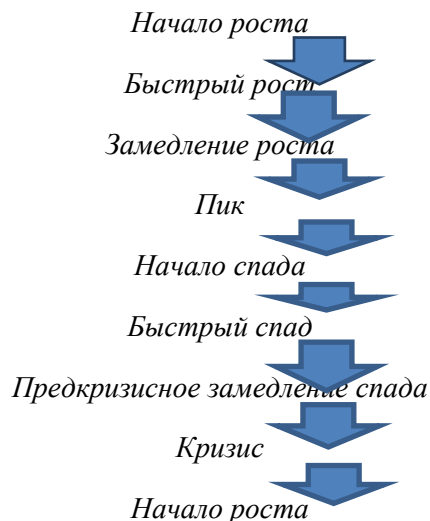 Начало роста
Быстрый рост
Замедление роста
Пик
Начало спада
Быстрый спад
Предкризисное замедление спада
Кризис
Начало роста